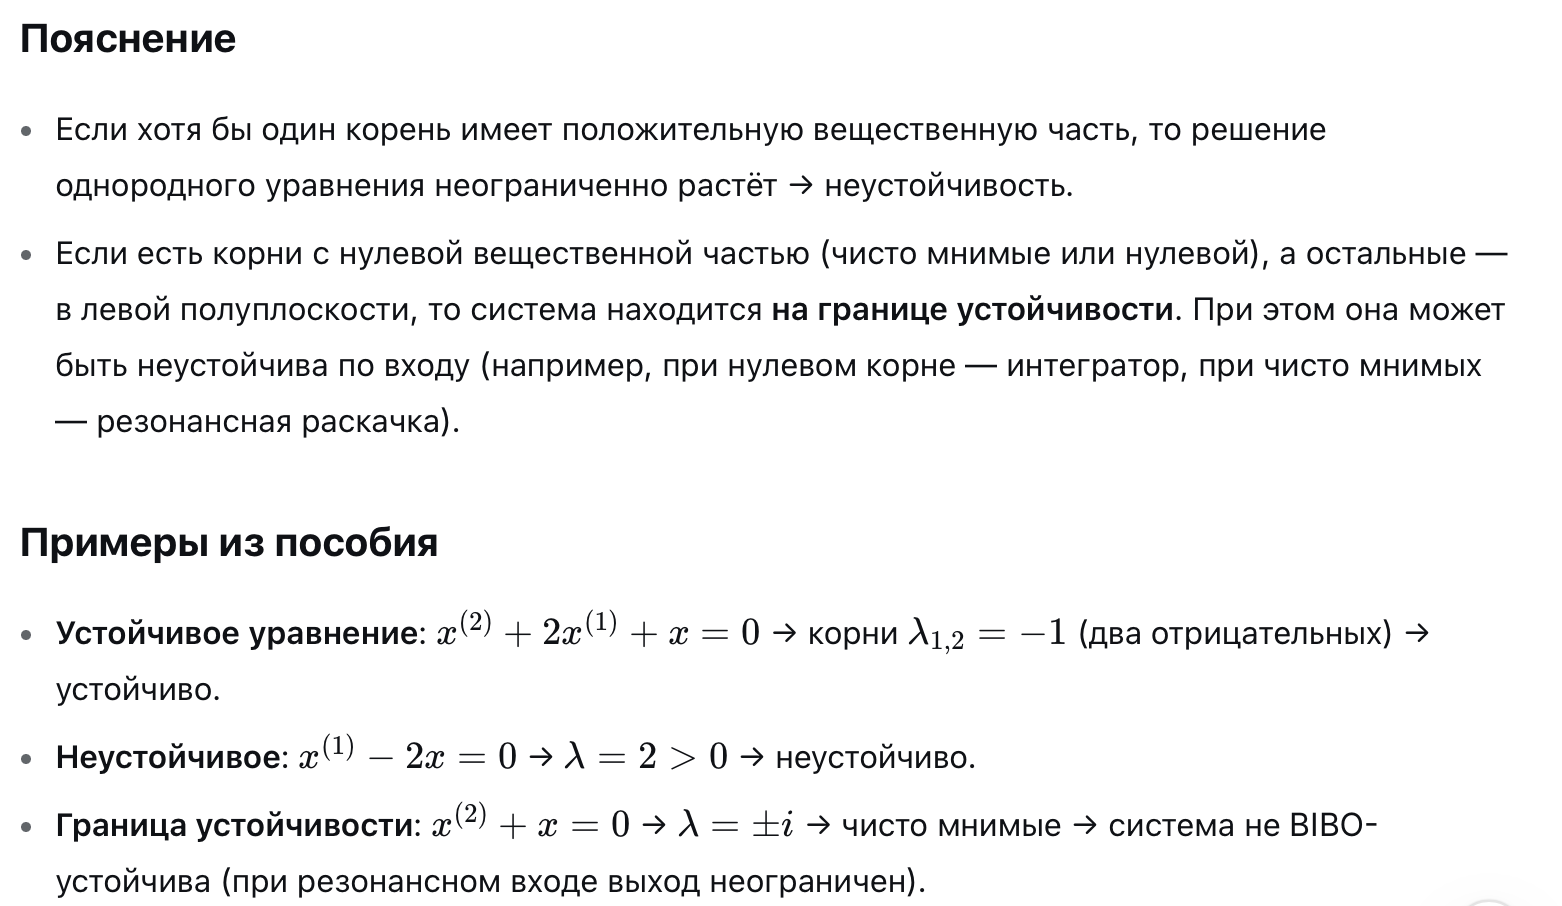 Пояснение
• Если хотя бы один корень имеет положительную вещественную часть, то решение
однородного уравнения неограниченно растёт → неустойчивость.
• Если есть корни с нулевой вещественной частью (чисто мнимые или нулевой), а остальные —
в левой полуплоскости, то система находится на границе устойчивости. При этом она может
быть неустойчива по входу (например, при нулевом корне — интегратор, при чисто мнимых
— резонансная раскачка).
Примеры из пособия
• Устойчивое уравнение: x^{(2)} + 2x^{(1)} + x = 0 → корни λ_{1,2} = −1 (два отрицательных) →
устойчиво.
• Неустойчивое: x^{(1)} − 2x = 0 → λ = 2 > 0 → неустойчиво.
• Граница устойчивости: x^{(2)} + x = 0 → λ = ±i → чисто мнимые → система не BIBO-
устойчива (при резонансном входе выход неограничен).